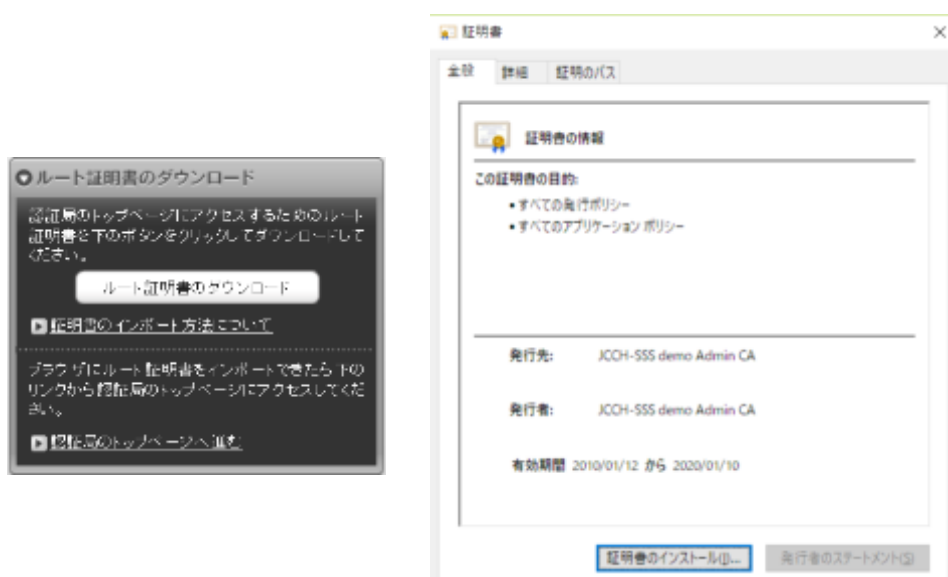 ルート証明書のダウンロード
認証局のトップページにアクセスするためのルート
証明書を下のボタンをクリックしてダウンロードして
ください。
ルート証明書のダウンロード
証明書のインポート方法について
ブラウザにルート証明書をインポートできたら下の
リンクから認証局のトップページにアクセスしてくだ
さい。
認証局のトップページへ進む
証明書
全般 詳細 証明のパス
証明書の情報
この証明書の目的:
• すべての発行ポリシー
• すべてのアプリケーション ポリシー
発行先: JCCH-SSS demo Admin CA
発行者: JCCH-SSS demo Admin CA
有効期間 2010/01/12 から 2020/01/10
証明書のインストール(I)... 発行者のステートメント(S)